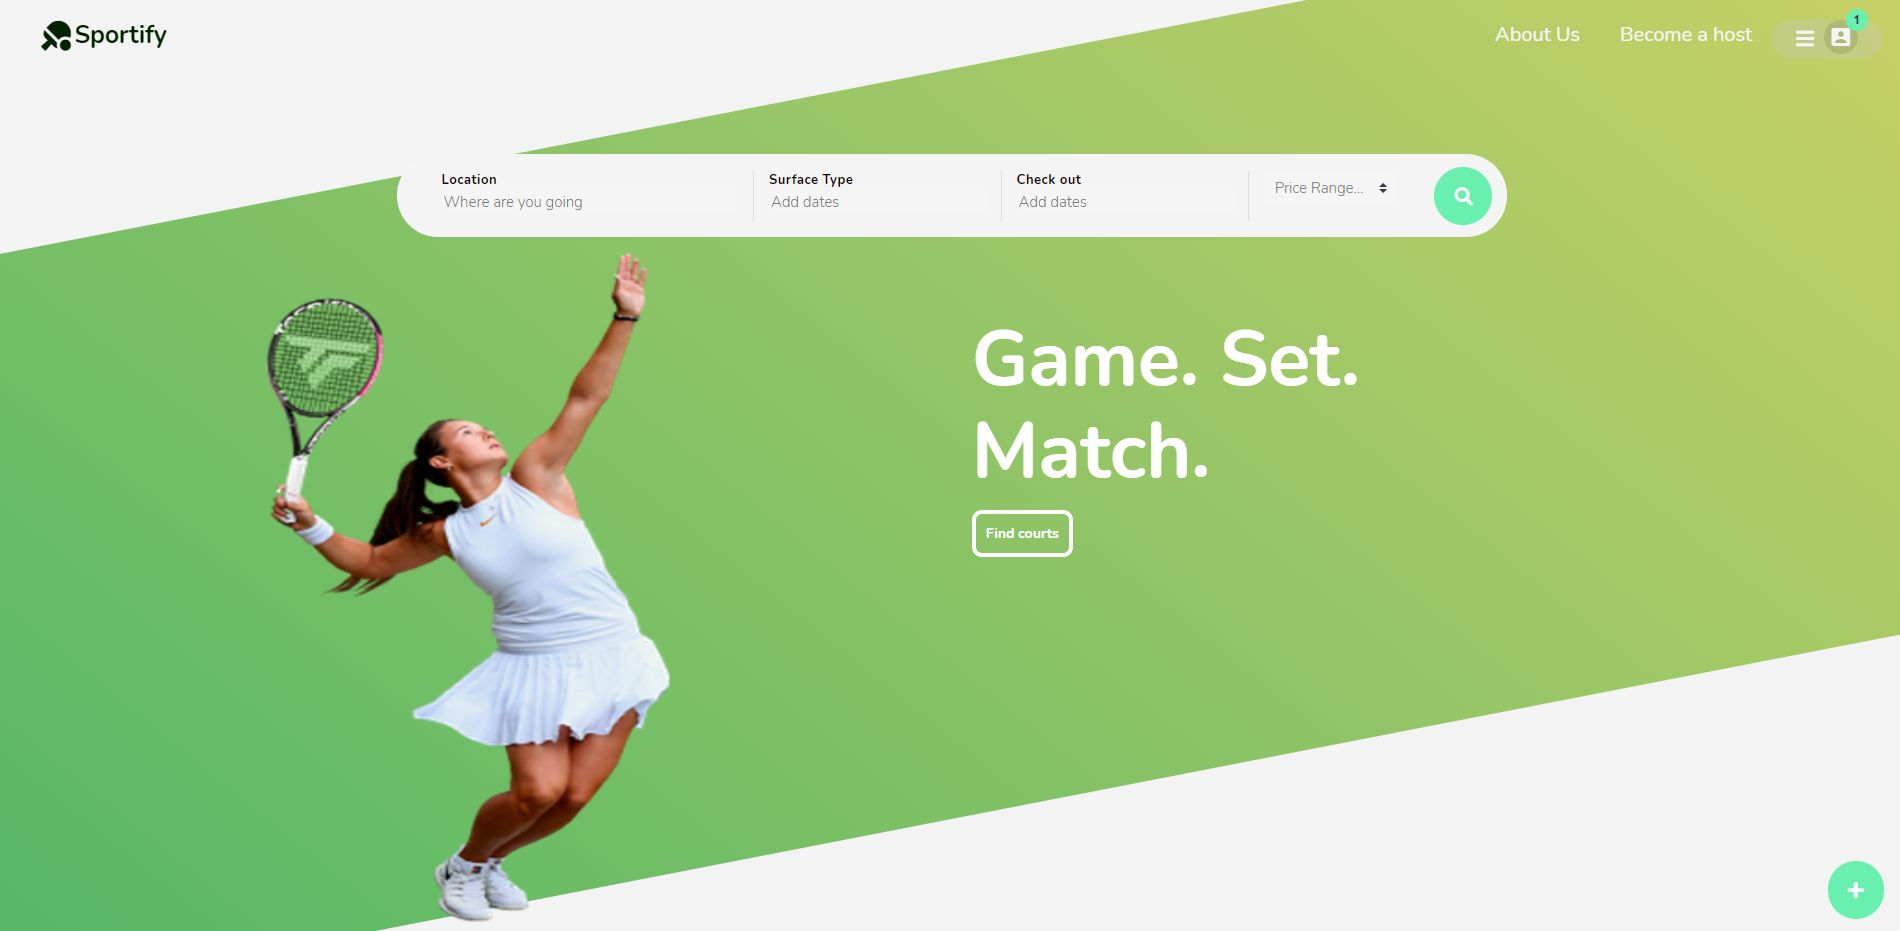 Sportify
About Us
Become a host
1
Location
Where are you going
Surface Type
Add dates
Check out
Add dates
Price Range...
Game. Set.
Match.
Find courts